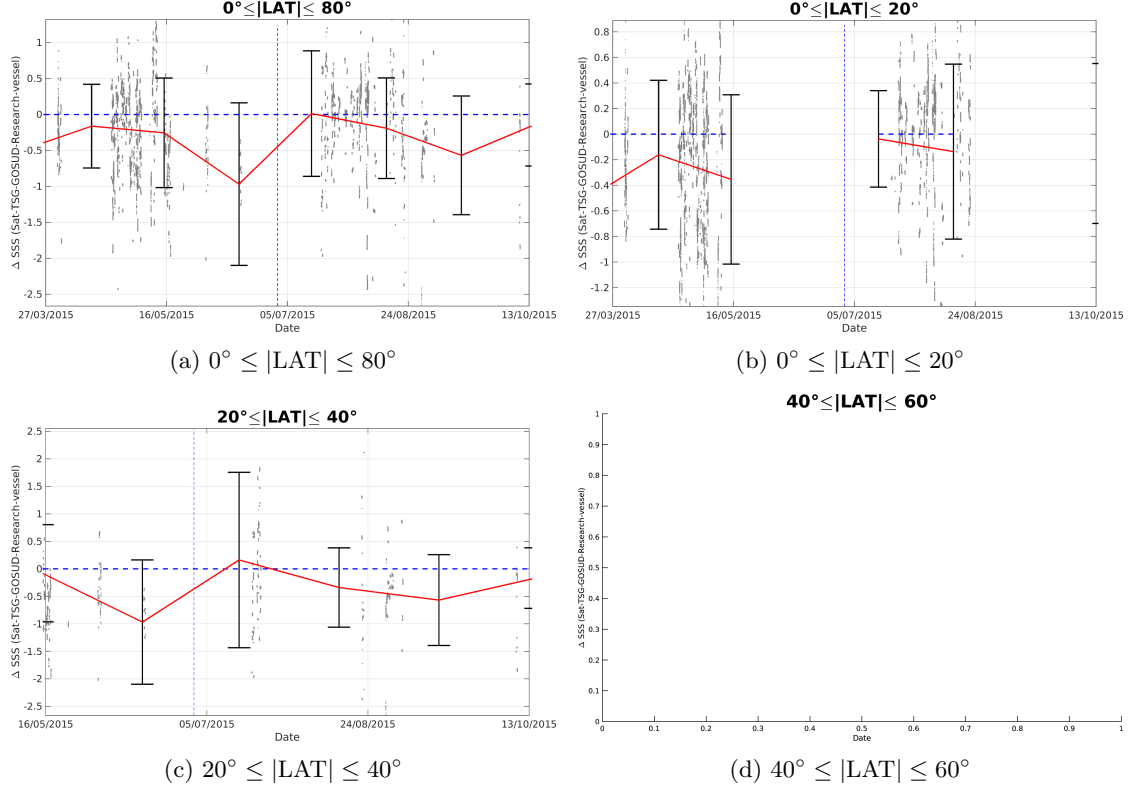 0°≤|LAT|≤ 80°
1
0.5
0
-0.5
-1
-1.5
-2
-2.5
Δ SSS (Sat-TSG-GOSUD-Research-vessel)
27/03/2015 16/05/2015 05/07/2015 24/08/2015 13/10/2015
Date
(a) 0° ≤ |LAT| ≤ 80°
0°≤|LAT|≤ 20°
0.8
0.6
0.4
0.2
0
-0.2
-0.4
-0.6
-0.8
-1
-1.2
Δ SSS (Sat-TSG-GOSUD-Research-vessel)
27/03/2015 16/05/2015 05/07/2015 24/08/2015 13/10/2015
Date
(b) 0° ≤ |LAT| ≤ 20°
20°≤|LAT|≤ 40°
2.5
2
1.5
1
0.5
0
-0.5
-1
-1.5
-2
-2.5
Δ SSS (Sat-TSG-GOSUD-Research-vessel)
16/05/2015 05/07/2015 24/08/2015 13/10/2015
Date
(c) 20° ≤ |LAT| ≤ 40°
40°≤|LAT|≤ 60°
1
0.9
0.8
0.7
0.6
0.5
0.4
0.3
0.2
0.1
0
Δ SSS (Sat-TSG-GOSUD-Research-vessel)
0 0.1 0.2 0.3 0.4 0.5 0.6 0.7 0.8 0.9 1
Date
(d) 40° ≤ |LAT| ≤ 60°